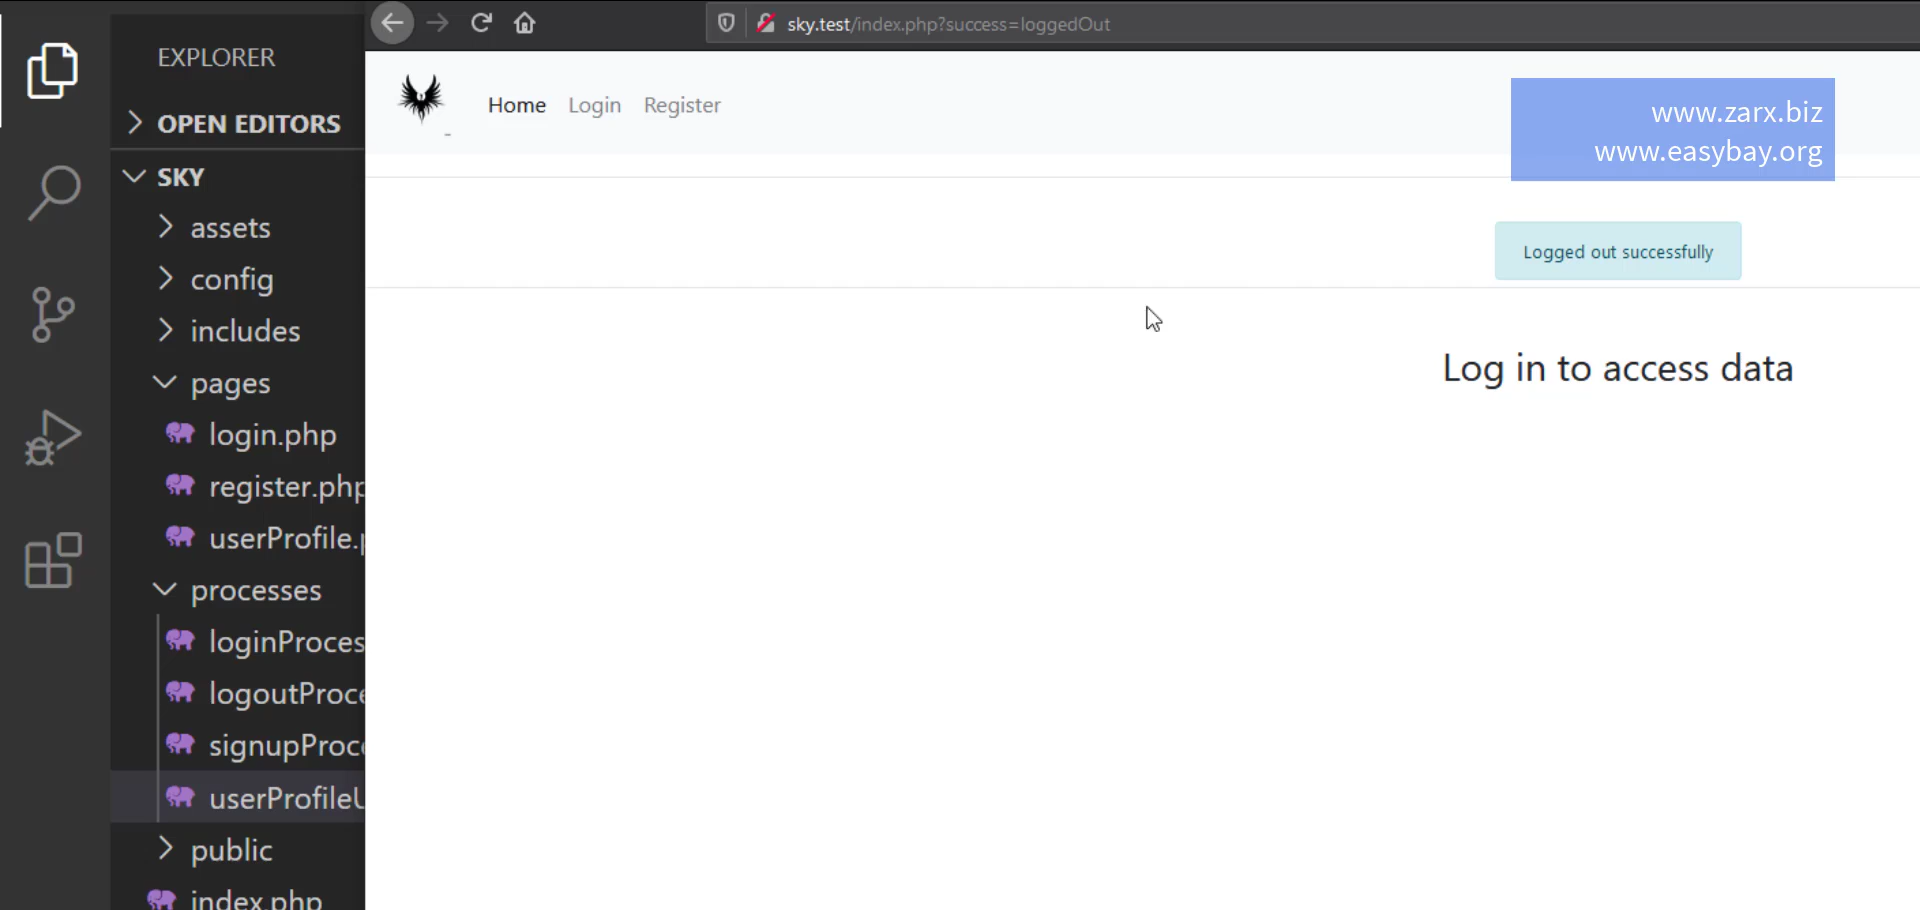 EXPLORER
OPEN EDITORS
SKY
assets
config
includes
pages
login.php
register.php
userProfile.p
processes
loginProces
logoutProce
signupProce
userProfileU
public
index.php
sky.test/index.php?success=loggedOut
Home Login Register
www.zarx.biz
www.easybay.org
Logged out successfully
Log in to access data